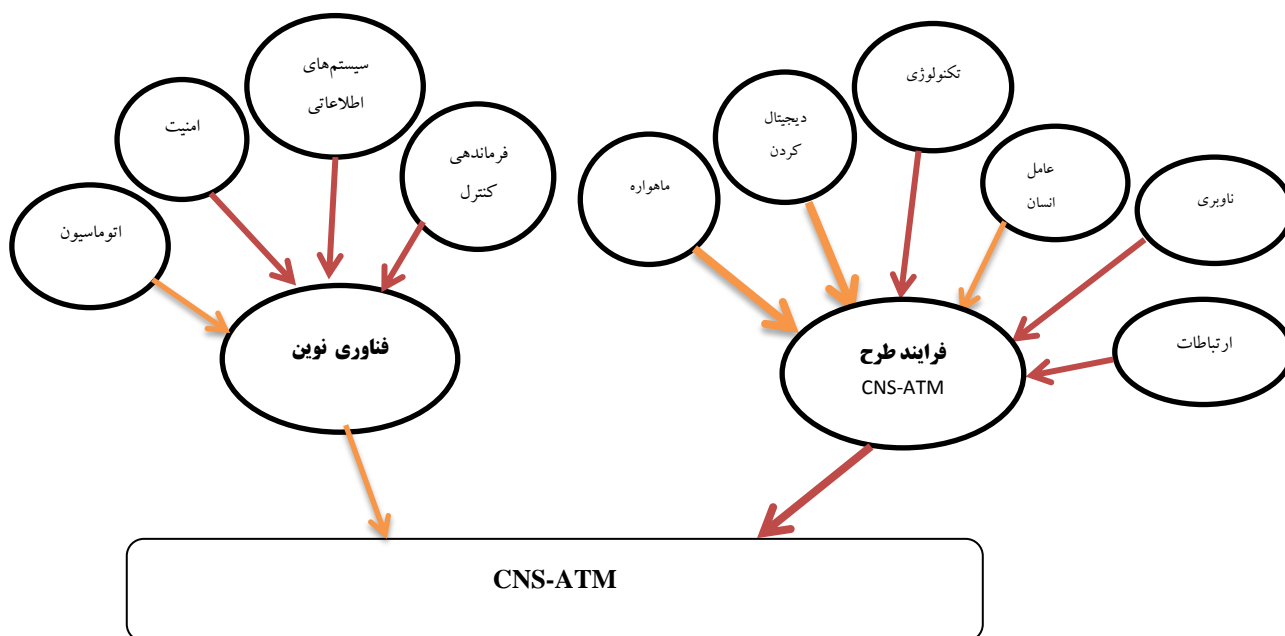 تکنولوژی
سیستم‌های
اطلاعاتی
دیجیتال
کردن
امنیت
فرماندهی
کنترل
عامل
انسان
ماهواره
ناوبری
اتوماسیون
ارتباطات
فرایند طرح
CNS-ATM
فناوری نوین
CNS-ATM